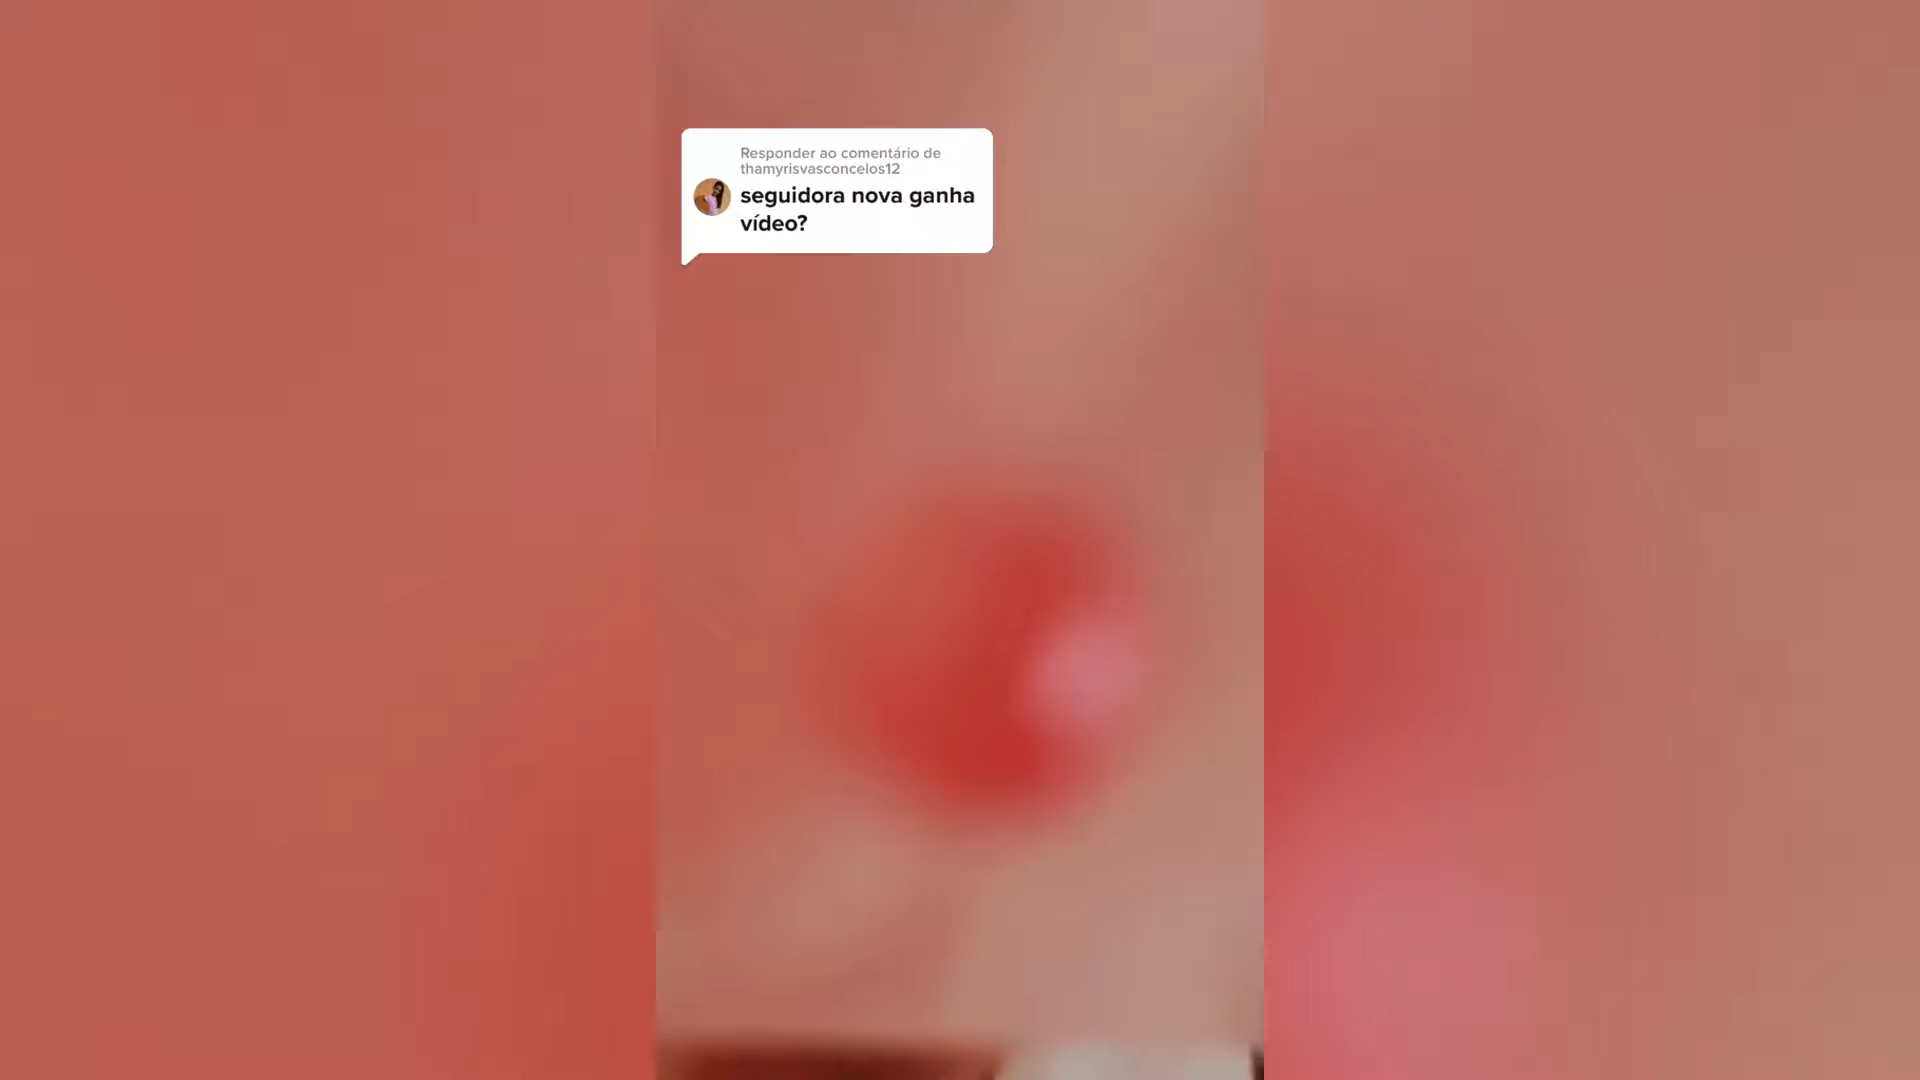 Responder ao comentário de
thamyrisvasconcelos12
seguidora nova ganha
vídeo?